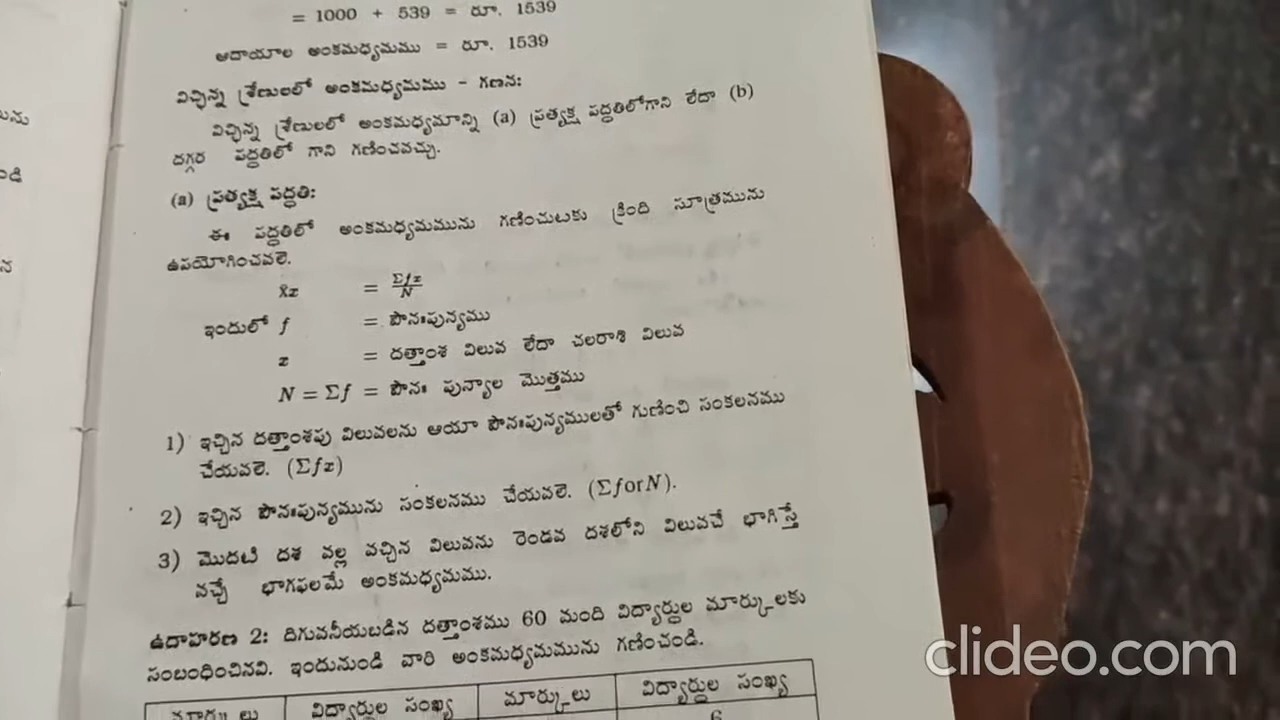 = 1000 + 539 = రూ. 1539
ఆదాయాల అంకమధ్యమము = రూ. 1539
విచ్ఛిన్న శ్రేణులలో అంకమధ్యమము - గణన:
విచ్ఛిన్న శ్రేణులలో అంకమధ్యమాన్ని (a) ప్రత్యక్ష పద్ధతిలోగాని లేదా (b)
దగ్గర పద్ధతిలో గాని గణించవచ్చు.
(a) ప్రత్యక్ష పద్ధతి:
ఈ పద్ధతిలో అంకమధ్యమమును గణించుటకు క్రింది సూత్రమును
ఉపయోగించవలె.
x̄x = Σfx/N
ఇందులో f = పౌనఃపున్యము
x = దత్తాంశ విలువ లేదా చలరాశి విలువ
N = Σf = పౌనః పున్యాల మొత్తము
1) ఇచ్చిన దత్తాంశపు విలువలను ఆయా పౌనఃపున్యములతో గుణించి సంకలనము
చేయవలె. (Σfx)
2) ఇచ్చిన పౌనఃపున్యమును సంకలనము చేయవలె. (ΣforN).
3) మొదటి దశ వల్ల వచ్చిన విలువను రెండవ దశలోని విలువచే భాగిస్తే
వచ్చే భాగఫలమే అంకమధ్యమము.
ఉదాహరణ 2: దిగువనీయబడిన దత్తాంశము 60 మంది విద్యార్థుల మార్కులకు
సంబంధించినవి. ఇందునుండి వారి అంకమధ్యమమును గణించండి.
మార్కులు విద్యార్థుల సంఖ్య మార్కులు విద్యార్థుల సంఖ్య
6
clideo.com